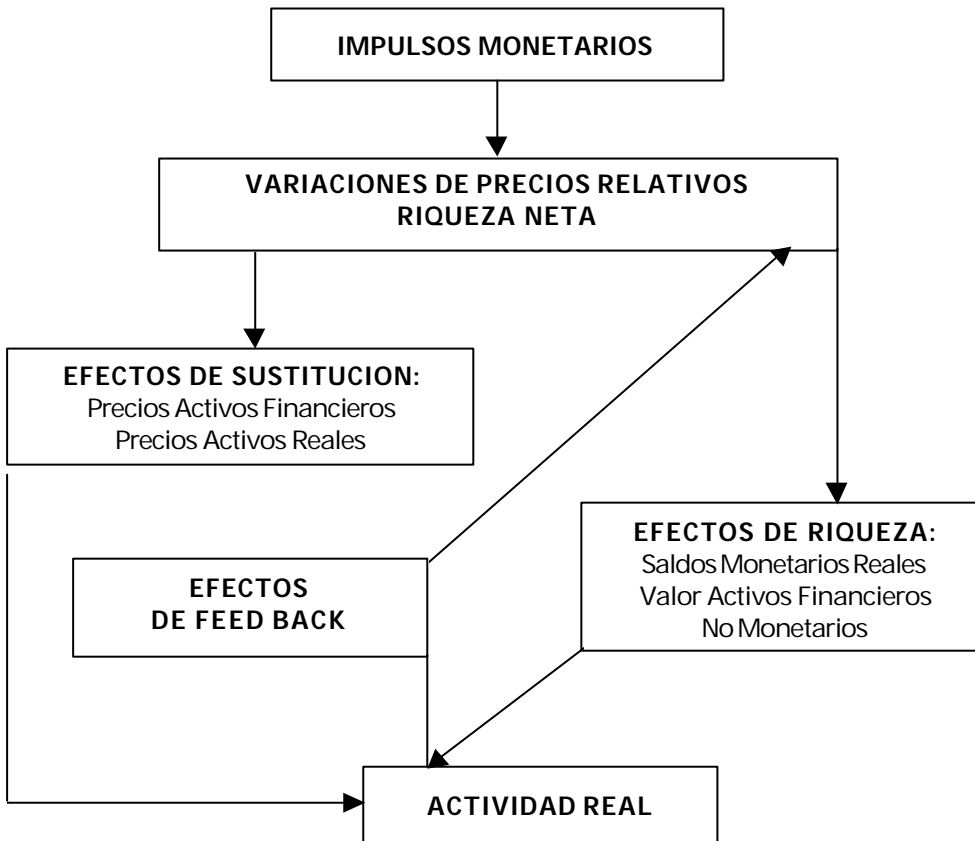 IMPULSOS MONETARIOS
VARIACIONES DE PRECIOS RELATIVOS
RIQUEZA NETA
EFECTOS DE SUSTITUCION:
Precios Activos Financieros
Precios Activos Reales
EFECTOS DE RIQUEZA:
Saldos Monetarios Reales
Valor Activos Financieros
No Monetarios
EFECTOS
DE FEED BACK
ACTIVIDAD REAL